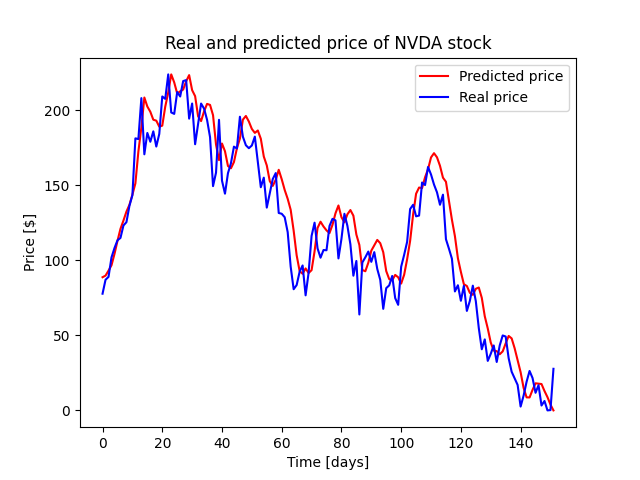 Real and predicted price of NVDA stock
Predicted price
Real price
Price [$]
200
150
100
50
0
0 20 40 60 80 100 120 140
Time [days]